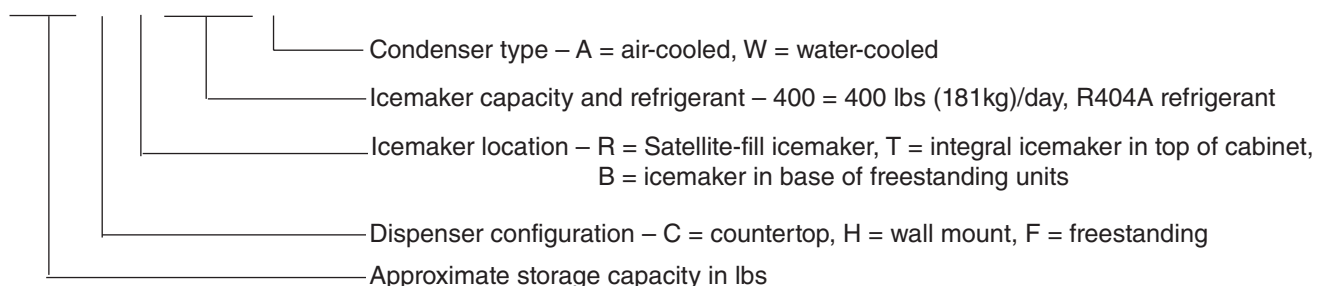 Condenser type – A = air-cooled, W = water-cooled
Icemaker capacity and refrigerant – 400 = 400 lbs (181kg)/day, R404A refrigerant
Icemaker location – R = Satellite-fill icemaker, T = integral icemaker in top of cabinet,
B = icemaker in base of freestanding units
Dispenser configuration – C = countertop, H = wall mount, F = freestanding
Approximate storage capacity in lbs